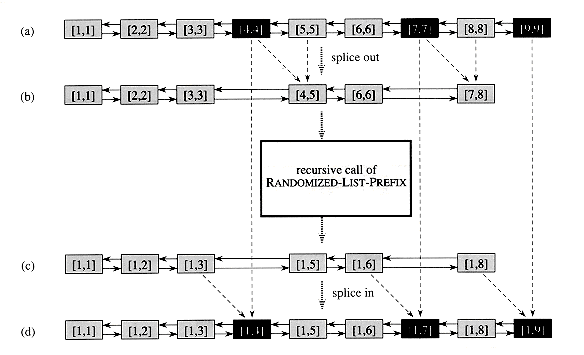 (a) [1,1] [2,2] [3,3] [4,4] [5,5] [6,6] [7,7] [8,8] [9,9]
splice out
(b) [1,1] [2,2] [3,3] [4,5] [6,6] [7,8]
recursive call of
RANDOMIZED-LIST-PREFIX
(c) [1,1] [1,2] [1,3] [1,5] [1,6] [1,8]
splice in
(d) [1,1] [1,2] [1,3] [1,4] [1,5] [1,6] [1,7] [1,8] [1,9]